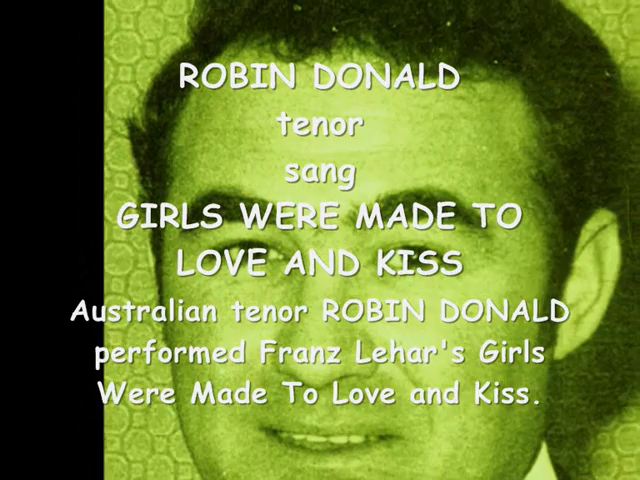 ROBIN DONALD
tenor
sang
GIRLS WERE MADE TO
LOVE AND KISS
Australian tenor ROBIN DONALD
performed Franz Lehar's Girls
Were Made To Love and Kiss.